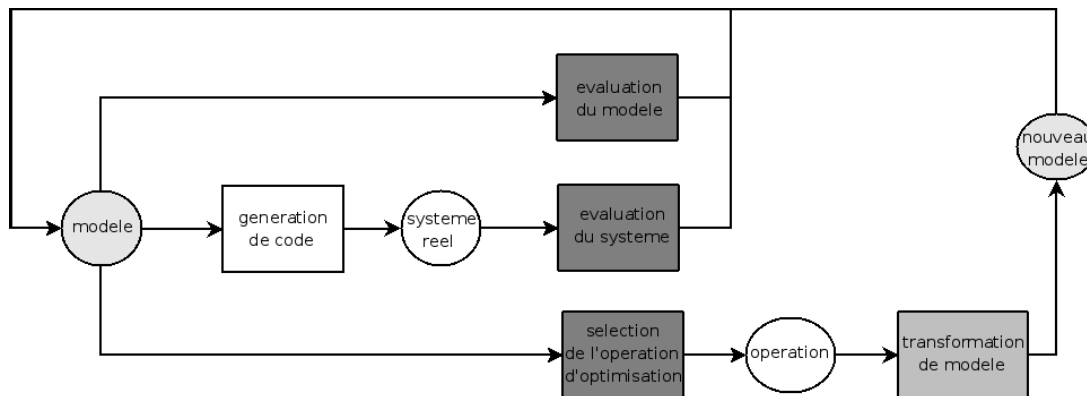 evaluation
du modele
nouveau
modele
modele
generation
de code
systeme
reel
evaluation
du systeme
selection
de l'operation
d'optimisation
operation
transformation
de modele